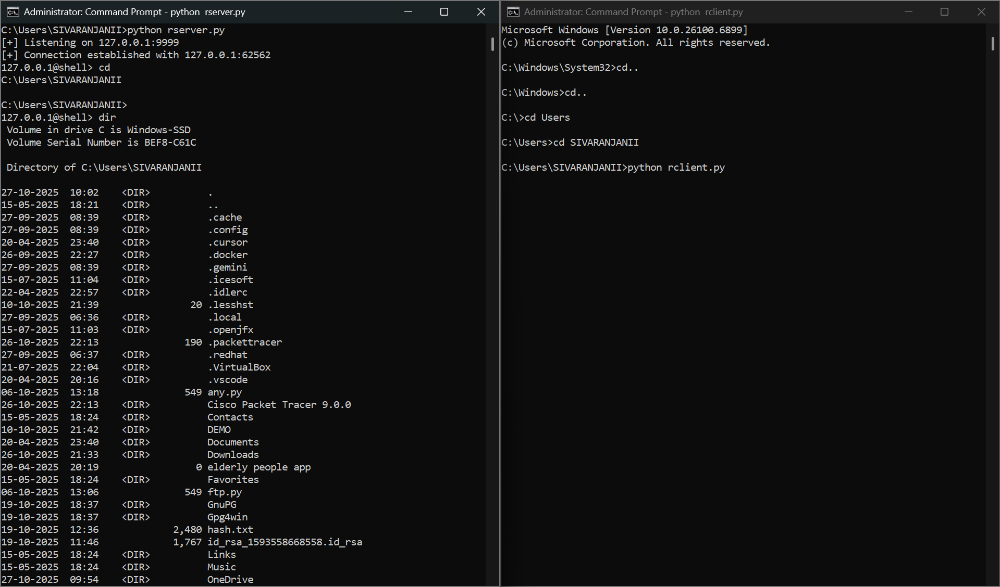 Administrator: Command Prompt - python  rserver.py
C:\Users\SIVARANJANII>python rserver.py
[+] Listening on 127.0.0.1:9999
[+] Connection established with 127.0.0.1:62562
127.0.0.1@shell> cd
C:\Users\SIVARANJANII
C:\Users\SIVARANJANII>
127.0.0.1@shell> dir
 Volume in drive C is Windows-SSD
 Volume Serial Number is BEF8-C61C
 Directory of C:\Users\SIVARANJANII
27-10-2025  10:02    <DIR>          .
15-05-2025  18:21    <DIR>          ..
27-09-2025  08:39    <DIR>          .cache
27-09-2025  08:39    <DIR>          .config
20-04-2025  23:40    <DIR>          .cursor
26-09-2025  22:27    <DIR>          .docker
27-09-2025  08:39    <DIR>          .gemini
15-07-2025  11:04    <DIR>          .icesoft
22-04-2025  22:57    <DIR>          .idlerc
10-10-2025  21:39                20 .lesshst
27-09-2025  06:36    <DIR>          .local
15-07-2025  11:03    <DIR>          .openjfx
26-10-2025  22:13               190 .packettracer
27-09-2025  06:37    <DIR>          .redhat
21-07-2025  22:04    <DIR>          .VirtualBox
20-04-2025  20:16    <DIR>          .vscode
06-10-2025  13:18               549 any.py
26-10-2025  22:13    <DIR>          Cisco Packet Tracer 9.0.0
15-05-2025  18:24    <DIR>          Contacts
10-10-2025  21:42    <DIR>          DEMO
20-04-2025  23:40    <DIR>          Documents
26-10-2025  21:33    <DIR>          Downloads
20-04-2025  20:19                 0 elderly people app
15-05-2025  18:24    <DIR>          Favorites
06-10-2025  13:06               549 ftp.py
19-10-2025  18:37    <DIR>          GnuPG
19-10-2025  18:37    <DIR>          Gpg4win
19-10-2025  12:36             2,480 hash.txt
19-10-2025  11:46             1,767 id_rsa_1593558668558.id_rsa
15-05-2025  18:24    <DIR>          Links
15-05-2025  18:24    <DIR>          Music
27-10-2025  09:54    <DIR>          OneDrive
Administrator: Command Prompt - python  rclient.py
Microsoft Windows [Version 10.0.26100.6899]
(c) Microsoft Corporation. All rights reserved.
C:\Windows\System32>cd..
C:\Windows>cd..
C:\>cd Users
C:\Users>cd SIVARANJANII
C:\Users\SIVARANJANII>python rclient.py